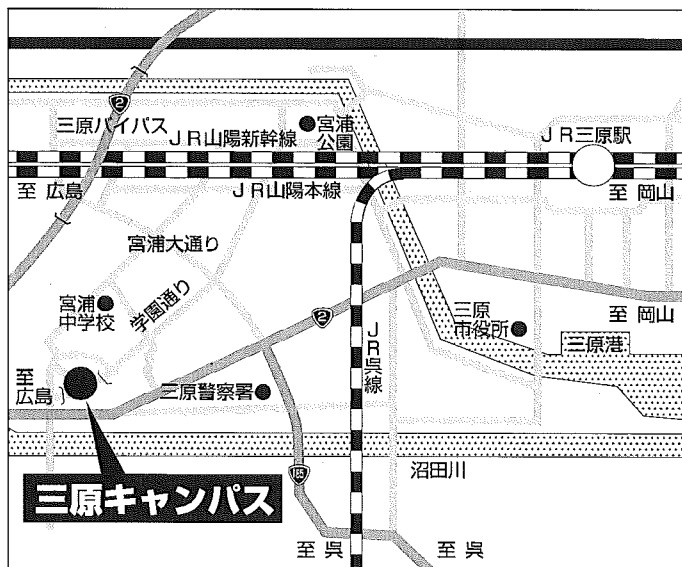 2
三原バイパス
JR山陽新幹線
宮浦
公園
JR三原駅
至 広島
JR山陽本線
至 岡山
宮浦大通り
宮浦
中学校
学園通り
2
JR呉線
三原
市役所
至 岡山
三原港
至
広島
三原警察署
沼田川
185
三原キャンパス
至 呉
至 呉